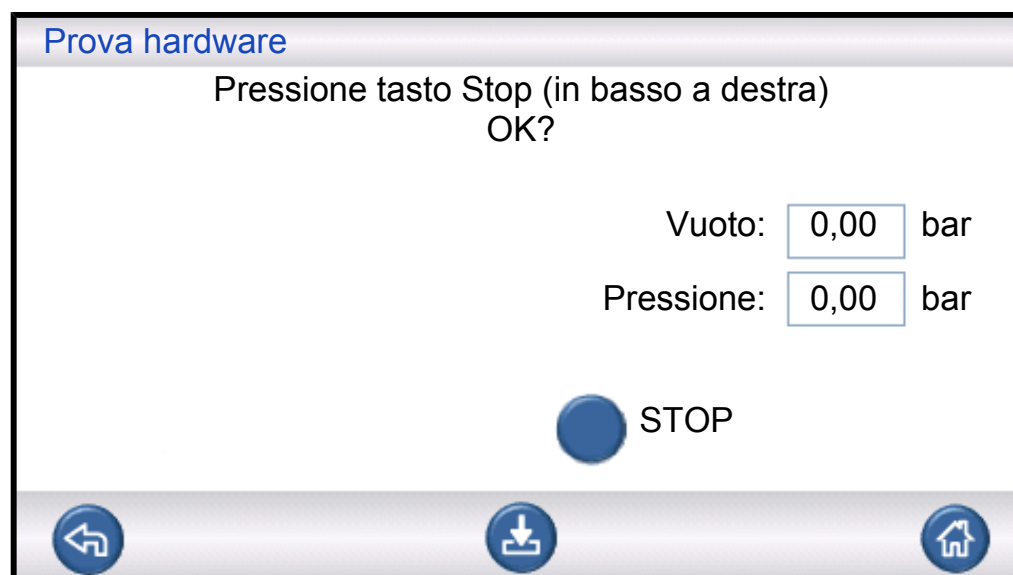 Prova hardware
Pressione tasto Stop (in basso a destra)
OK?
Vuoto: 0,00 bar
Pressione: 0,00 bar
STOP